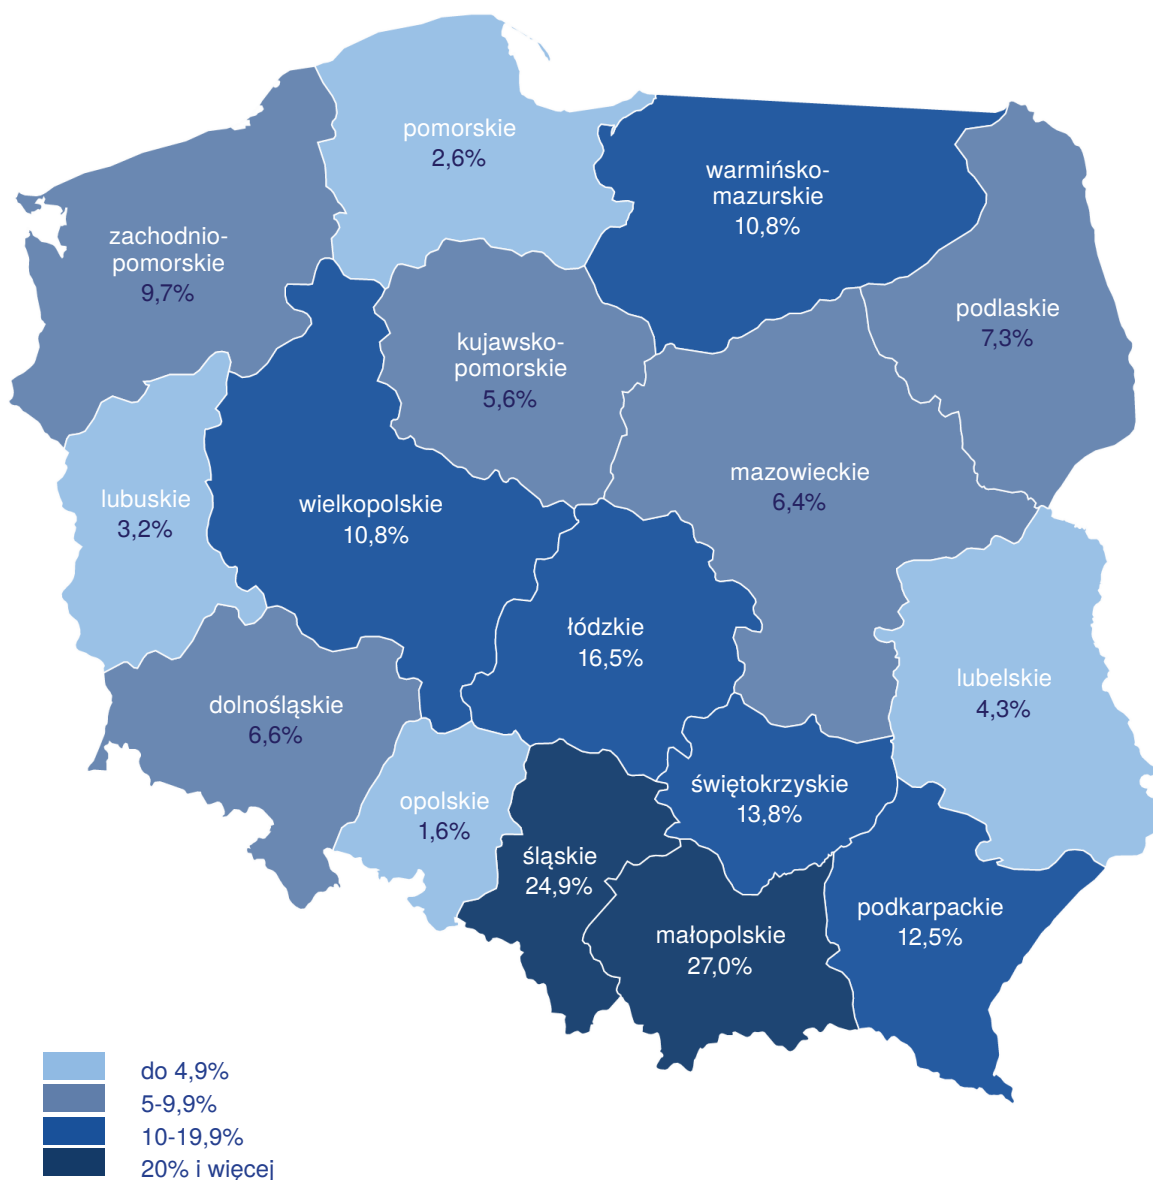 pomorskie
2,6%
warmińsko-
mazurskie
10,8%
zachodnio-
pomorskie
9,7%
podlaskie
7,3%
kujawsko-
pomorskie
5,6%
mazowieckie
6,4%
lubuskie
3,2%
wielkopolskie
10,8%
łódzkie
16,5%
lubelskie
4,3%
dolnośląskie
6,6%
opolskie
1,6%
świętokrzyskie
13,8%
śląskie
24,9%
podkarpackie
12,5%
małopolskie
27,0%
do 4,9%
5-9,9%
10-19,9%
20% i więcej